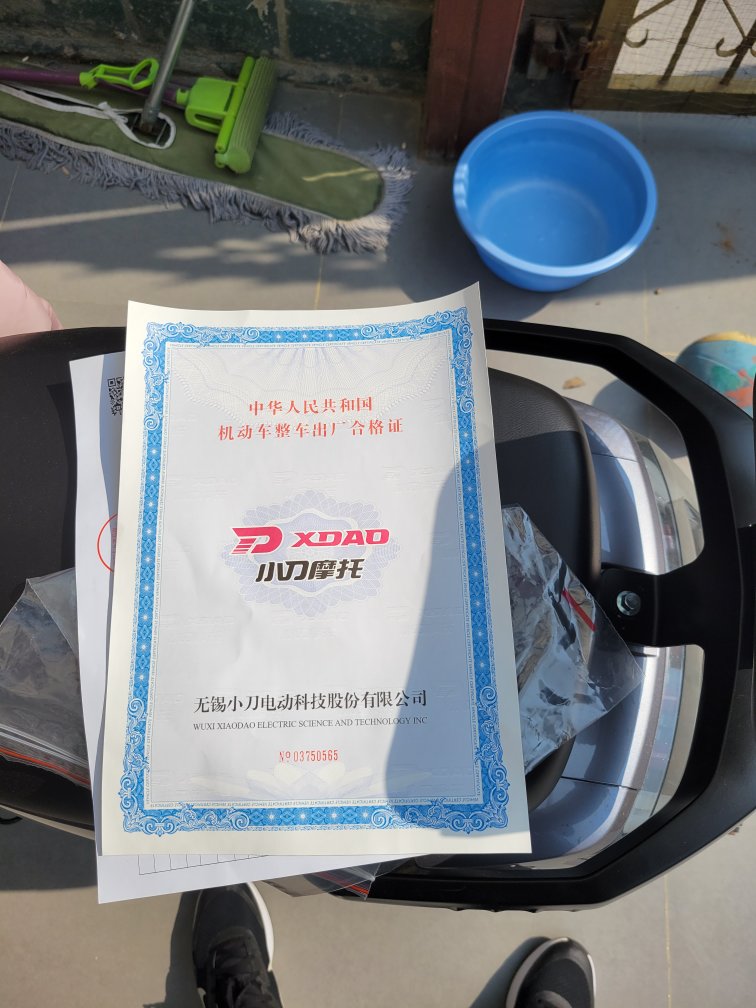 中华人民共和国
机动车整车出厂合格证
XDAO
小刀摩托
无锡小刀电动科技股份有限公司
WUXI XIAODAO ELECTRIC SCIENCE AND TECHNOLOGY INC
№03750565